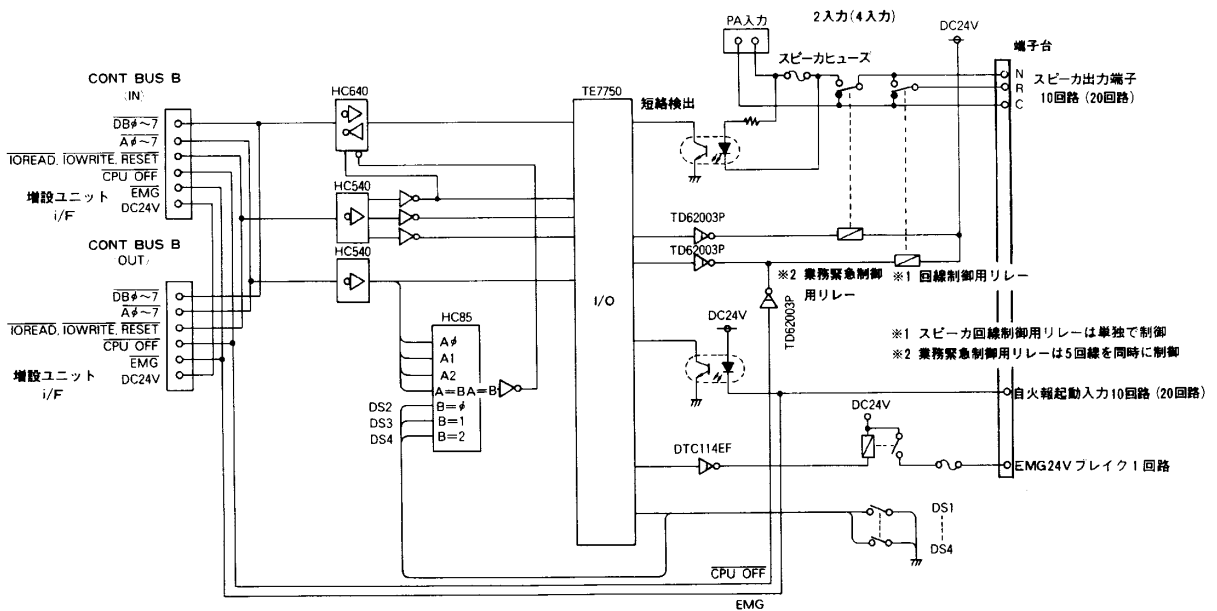 PA入力
2入力(4入力)
DC24V
端子台
スピーカヒューズ
N
R
C
スピーカ出力端子
10回路(20回路)
CONT BUS B
(IN)
HC640
TE7750
短絡検出
DBφ〜7
Aφ〜7
IOREAD, IOWRITE, RESET
CPU OFF
EMG
DC24V
増設ユニット
i/F
HC540
HC540
CONT BUS B
OUT)
DBφ〜7
Aφ〜7
IOREAD, IOWRITE, RESET
CPU OFF
EMG
DC24V
増設ユニット
i/F
HC85
Aφ
A1
A2
A=BA=B
B=φ
B=1
B=2
DS2
DS3
DS4
I/O
TD62003P
TD62003P
TD62003P
※2 業務緊急制御
用リレー
※1 回線制御用リレー
DC24V
※1 スピーカ回線制御用リレーは単独で制御
※2 業務緊急制御用リレーは5回線を同時に制御
自火報起動入力10回路(20回路)
DC24V
DTC114EF
EMG24Vブレイク1回路
DS1
DS4
CPU OFF
EMG